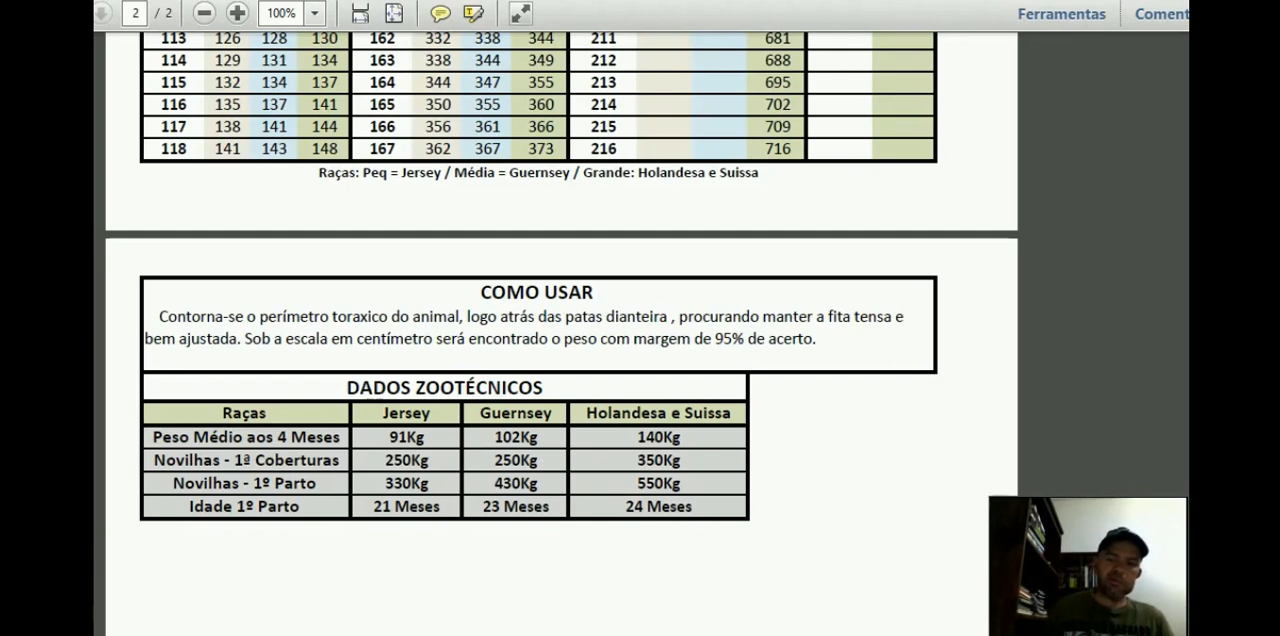 2 / 2 100% Ferramentas Coment
113 126 128 130 162 332 338 344 211 681
114 129 131 134 163 338 344 349 212 688
115 132 134 137 164 344 347 355 213 695
116 135 137 141 165 350 355 360 214 702
117 138 141 144 166 356 361 366 215 709
118 141 143 148 167 362 367 373 216 716
Raças: Peq = Jersey / Média = Guernsey / Grande: Holandesa e Suissa
COMO USAR
Contorna-se o perímetro toraxico do animal, logo atrás das patas dianteira , procurando manter a fita tensa e
bem ajustada. Sob a escala em centímetro será encontrado o peso com margem de 95% de acerto.
DADOS ZOOTÉCNICOS
Raças Jersey Guernsey Holandesa e Suissa
Peso Médio aos 4 Meses 91Kg 102Kg 140Kg
Novilhas - 1ª Coberturas 250Kg 250Kg 350Kg
Novilhas - 1º Parto 330Kg 430Kg 550Kg
Idade 1º Parto 21 Meses 23 Meses 24 Meses